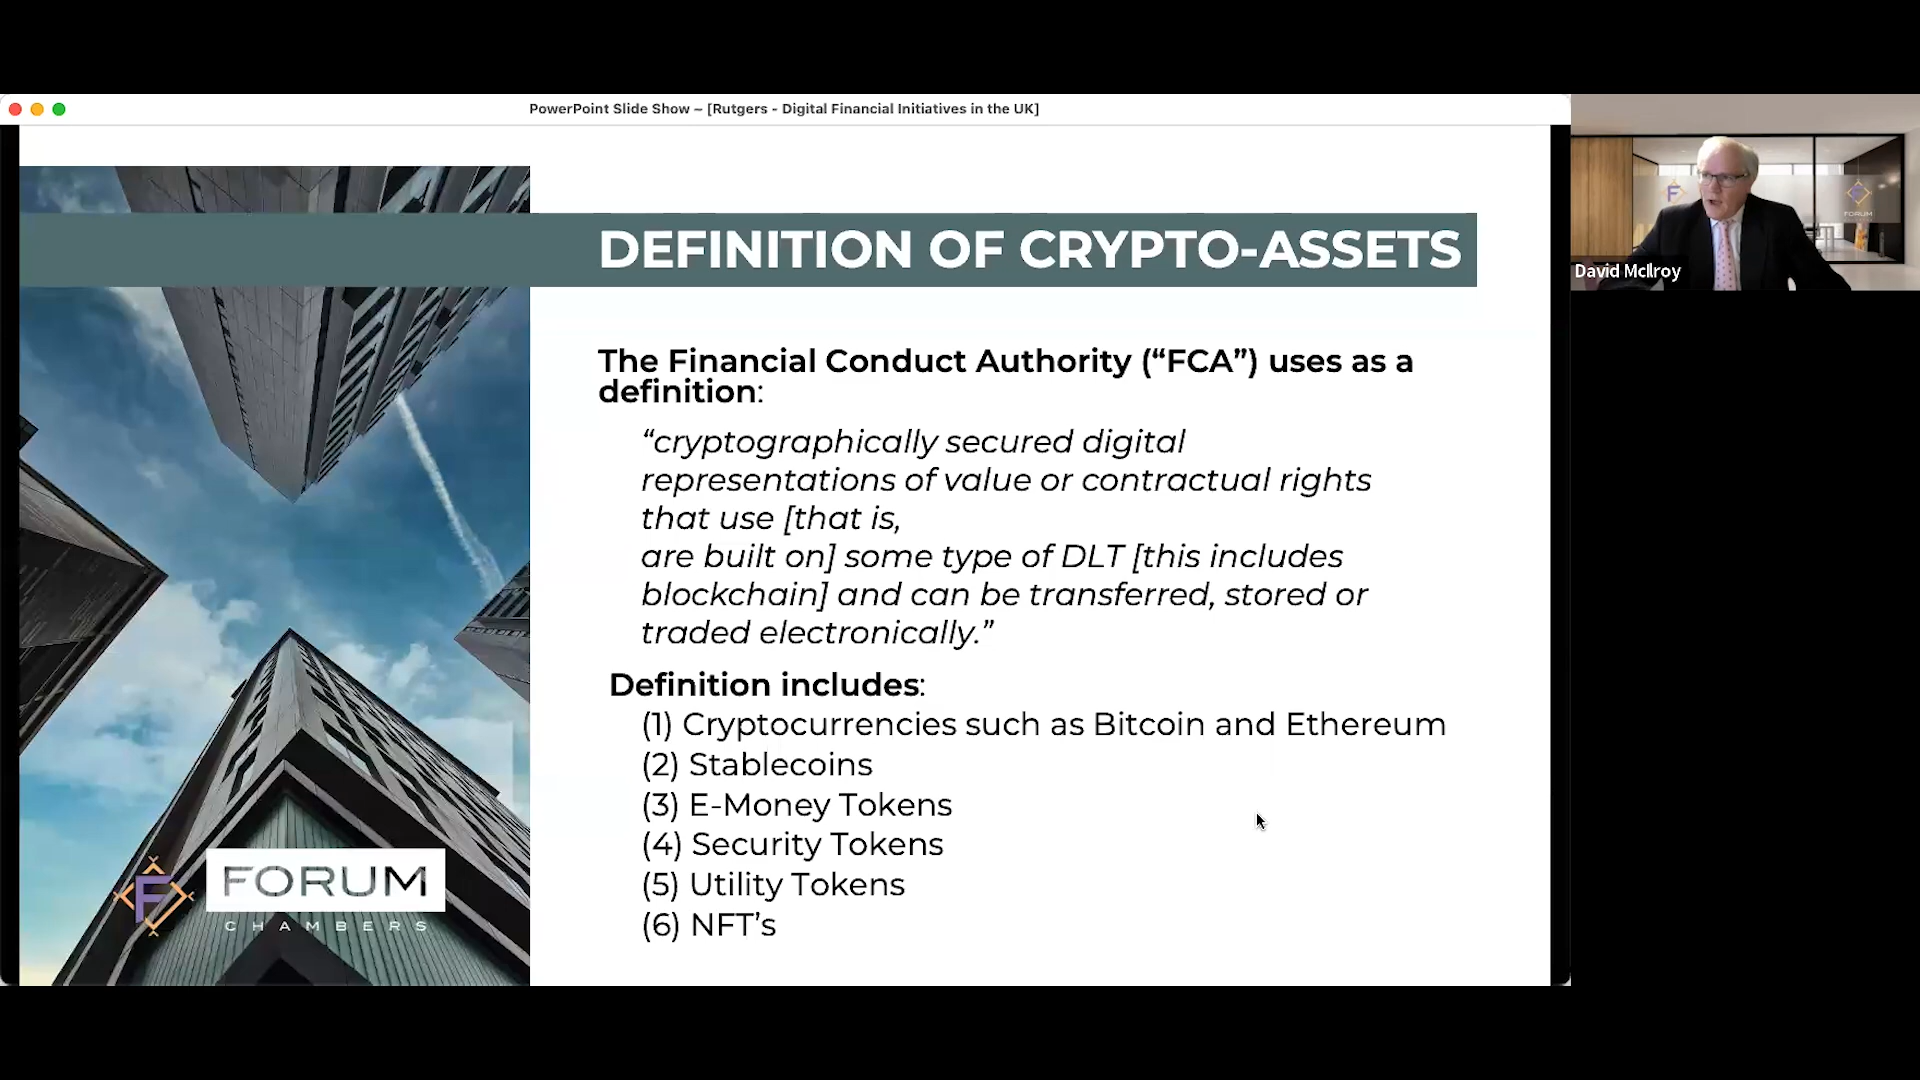 PowerPoint Slide Show ~ [Rutgers - Digital Financial Initiatives in the UK]
DEFINITION OF CRYPTO-ASSETS
The Financial Conduct Authority (“FCA”) uses as a
definition:
“cryptographically secured digital
representations of value or contractual rights
that use [that is,
are built on] some type of DLT [this includes
blockchain] and can be transferred, stored or
traded electronically.”
Definition includes:
(1) Cryptocurrencies such as Bitcoin and Ethereum
(2) Stablecoins
(3) E-Money Tokens
(4) Security Tokens
(5) Utility Tokens
(6) NFT’s
F
FORUM
CHAMBERS
F
FORUM
David McIlroy